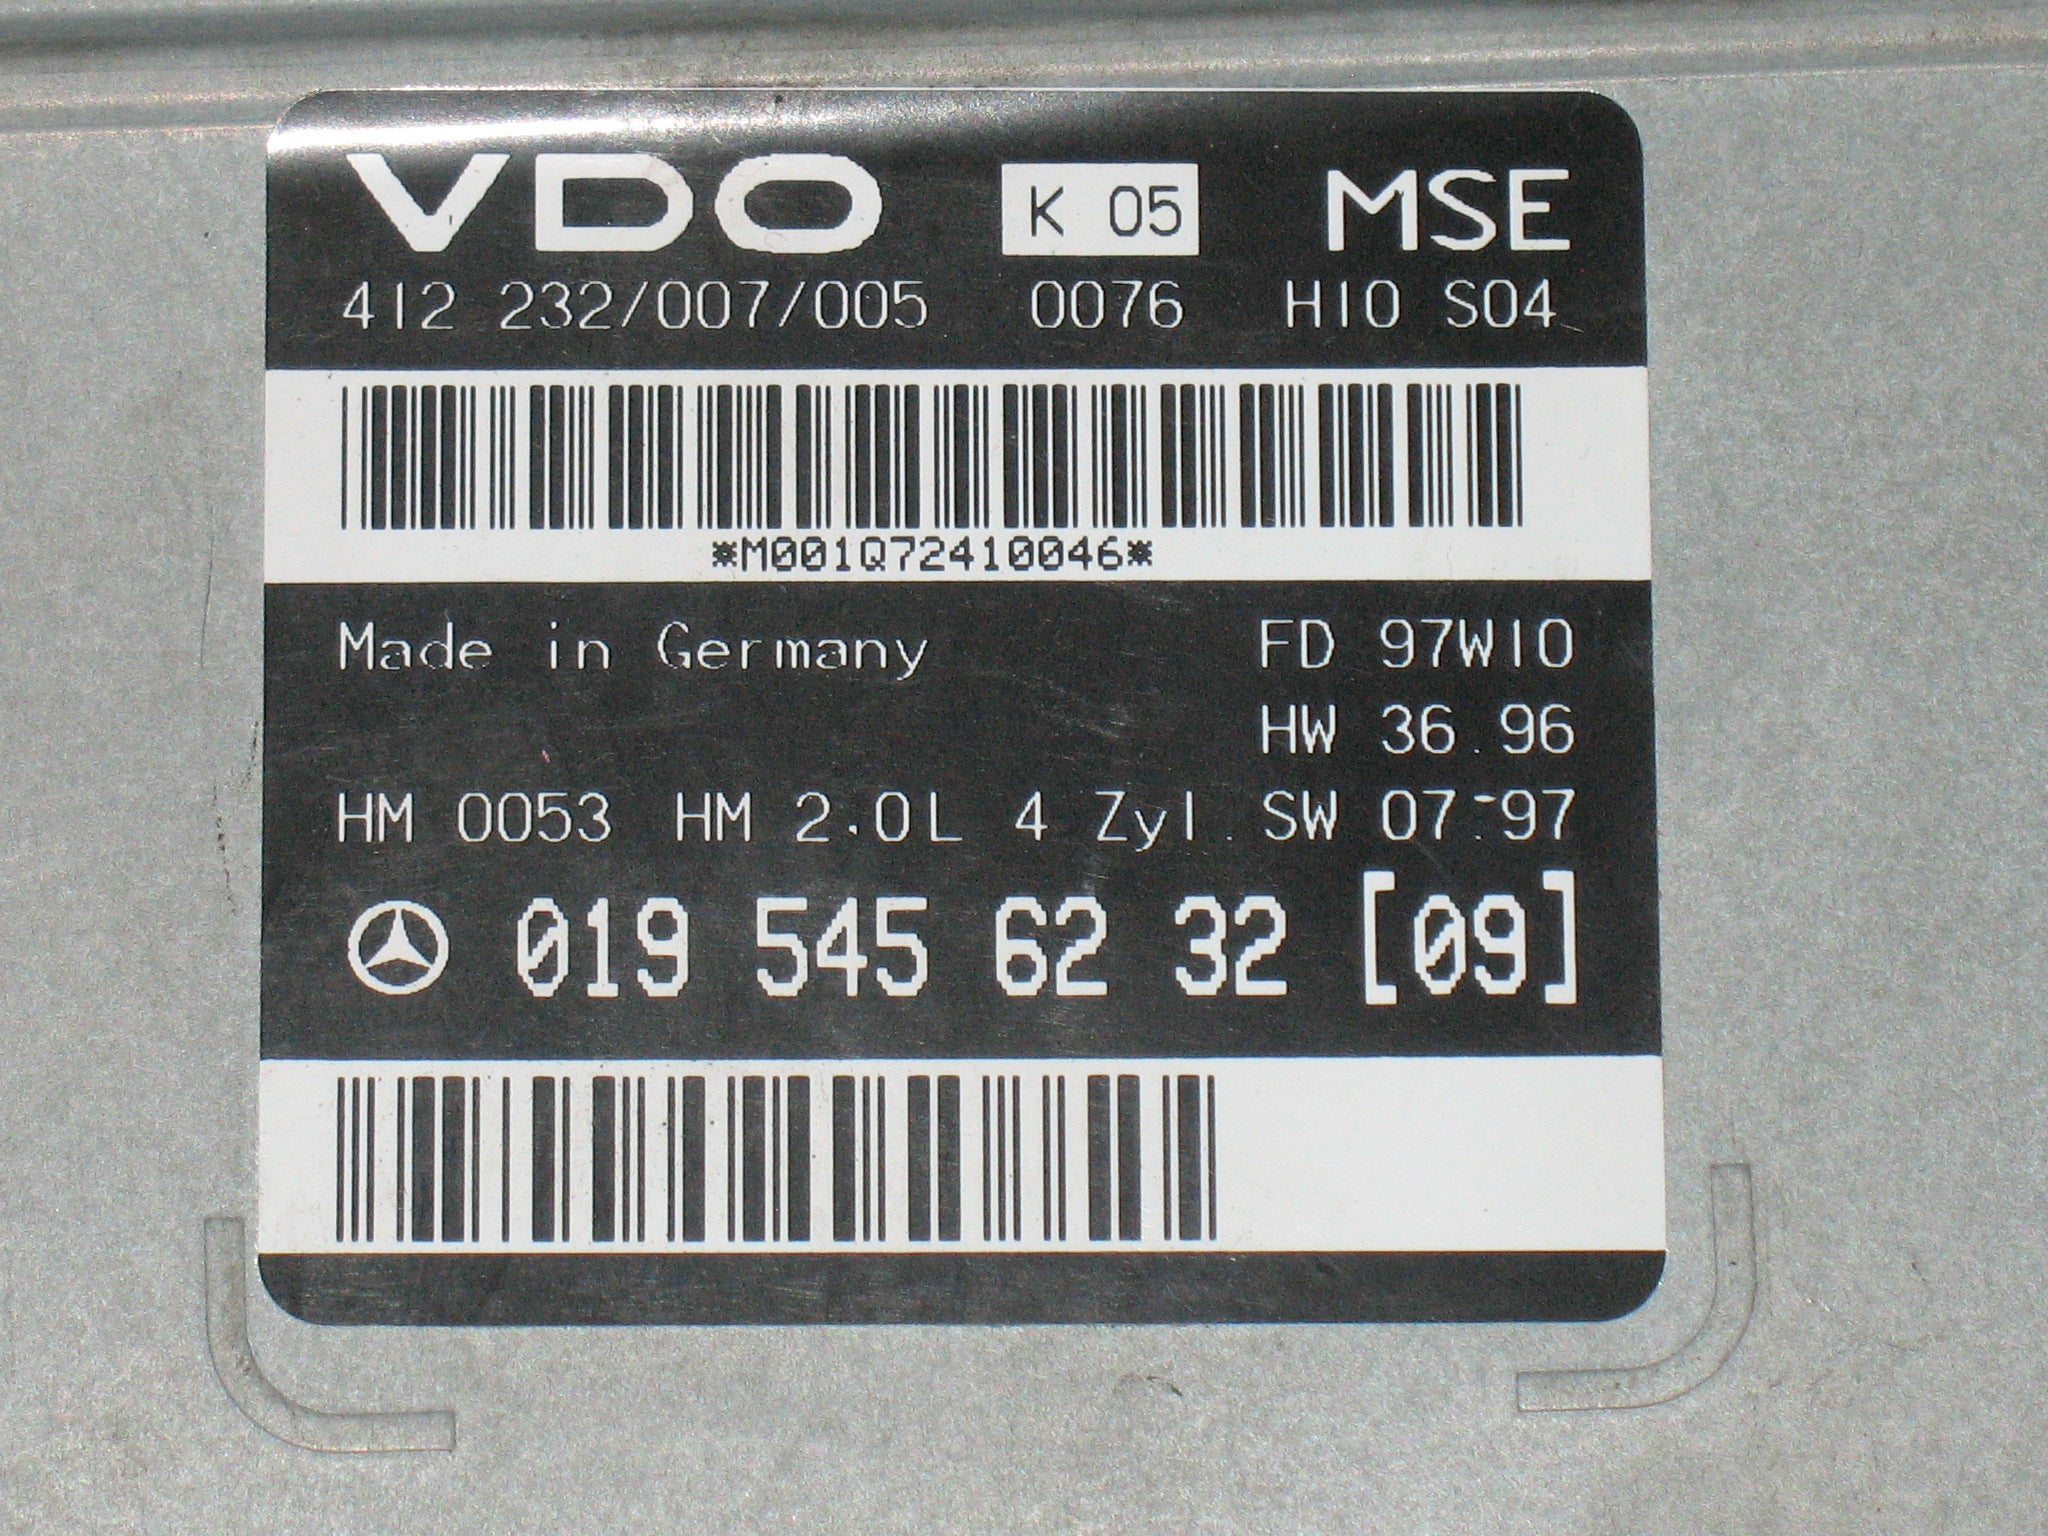 VDO K 05 MSE
412 232/007/005 0076 H10 S04
*M001Q72410046*
Made in Germany FD 97W10
HW 36.96
HM 0053 HM 2.0L 4 Zyl. SW 07.97
019 545 62 32 [09]